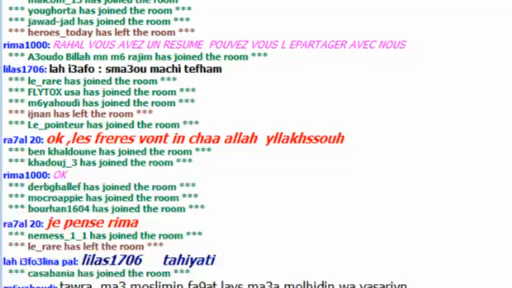 *** malcom_15 has joined the room ***
*** youghorta has joined the room ***
*** jawad-jad has joined the room ***
*** heroes_today has left the room ***
rima1000: RAHAL VOUS AVEZ UN RESUME POUVEZ VOUS L EPARTAGER AVEC NOUS
*** A3oudo Billah mn m6 rajim has joined the room ***
lilas1706: lah i3afo : sma3ou machi tefham
*** le_rare has joined the room ***
*** FLYTOX usa has joined the room ***
*** m6yahoudi has joined the room ***
*** ijnan has left the room ***
*** Le_pointeur has joined the room ***
ra7al 20: ok ,les freres vont in chaa allah yllakhssouh
*** ben khaldoune has joined the room ***
*** khadouj_3 has joined the room ***
rima1000: OK
*** derbghallef has joined the room ***
*** mocroappie has joined the room ***
*** bourhan1604 has joined the room ***
ra7al 20: je pense rima
*** nemess_1_1 has joined the room ***
*** le_rare has left the room ***
lah i3fo3lina pal: lilas1706 tahiyati
*** casabania has joined the room ***
m6yahoudi: tawra ma3 moslimin fa9at lays ma3a molhidin wa yasariyn